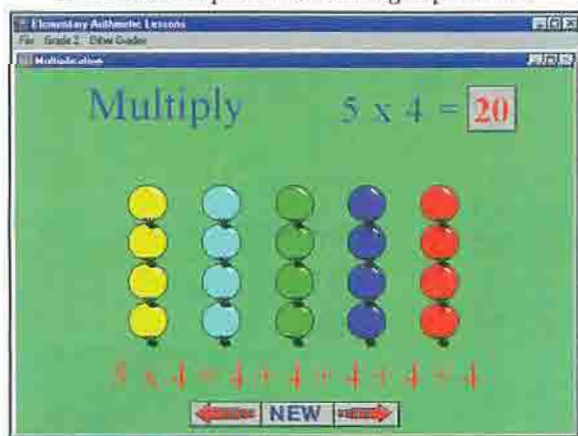 Elementary Arithmetic Lessons
File Grade 2 Other Grades
Multiplication
Multiply 5 x 4 = 20
5 x 4 = 4 + 4 + 4 + 4 + 4
NEW